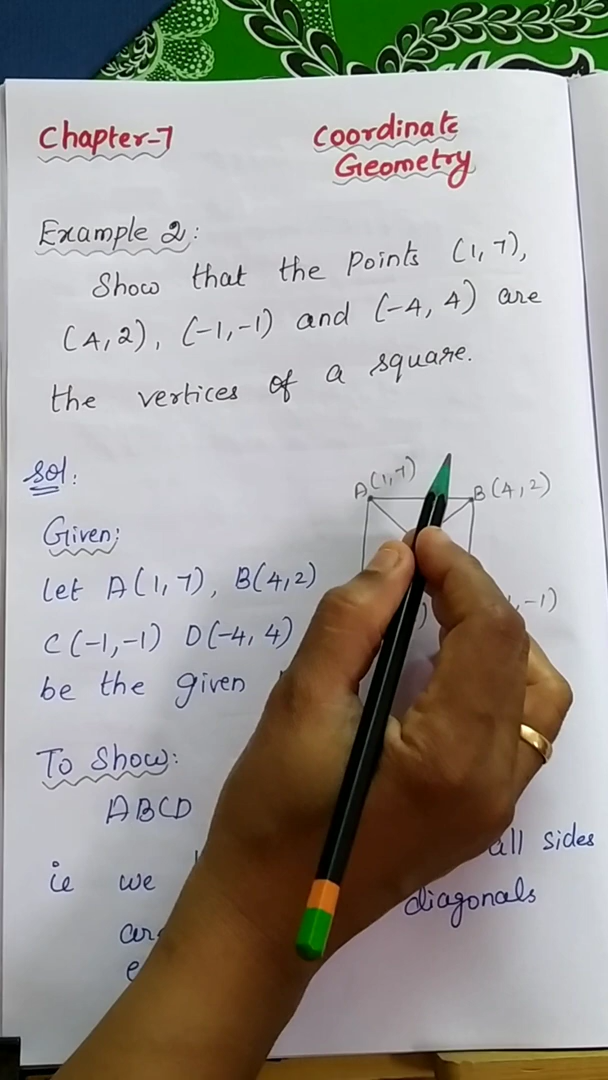 Chapter-7
Coordinate
Geometry
Example 2:
Show that the points (1,7),
(4,2), (-1,-1) and (-4, 4) are
the vertices of a square.
Sol:
A(1,7)
B(4,2)
Given:
Let A(1,7), B(4,2)
-1)
C(-1,-1) D(-4,4)
be the given
To Show:
ABCD
all sides
ie we
diagonals